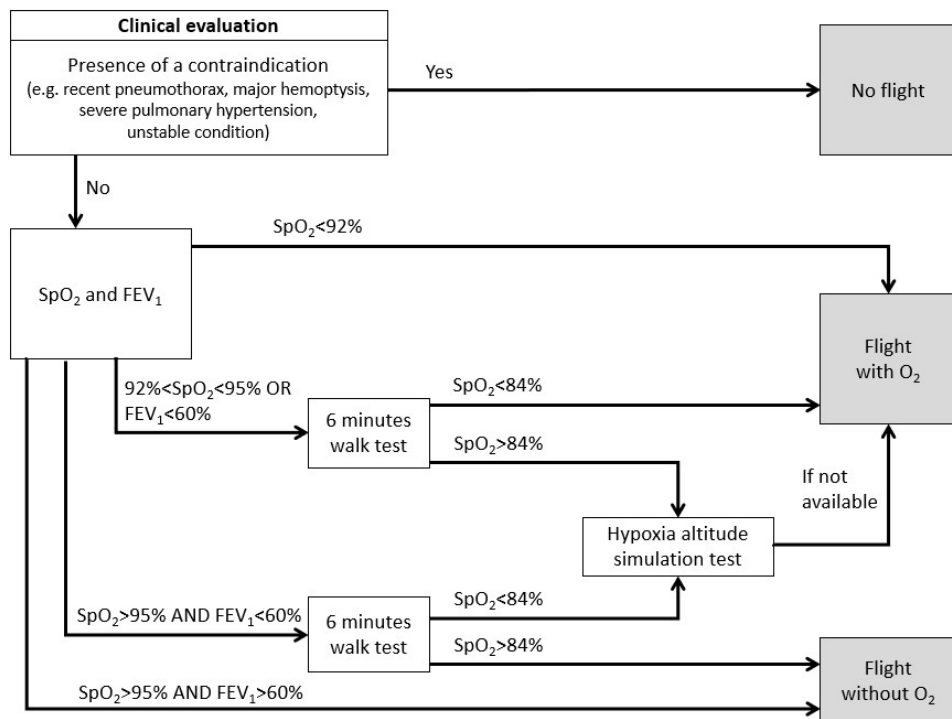 Clinical evaluation
Presence of a contraindication
(e.g. recent pneumothorax, major hemoptysis,
severe pulmonary hypertension,
unstable condition)
Yes
No flight
No
SpO₂<92%
SpO₂ and FEV₁
Flight
with O₂
92%<SpO₂<95% OR
FEV₁<60%
SpO₂<84%
6 minutes
walk test
SpO₂>84%
If not
available
Hypoxia altitude
simulation test
SpO₂>95% AND FEV₁<60%
SpO₂<84%
6 minutes
walk test
SpO₂>84%
Flight
without O₂
SpO₂>95% AND FEV₁>60%